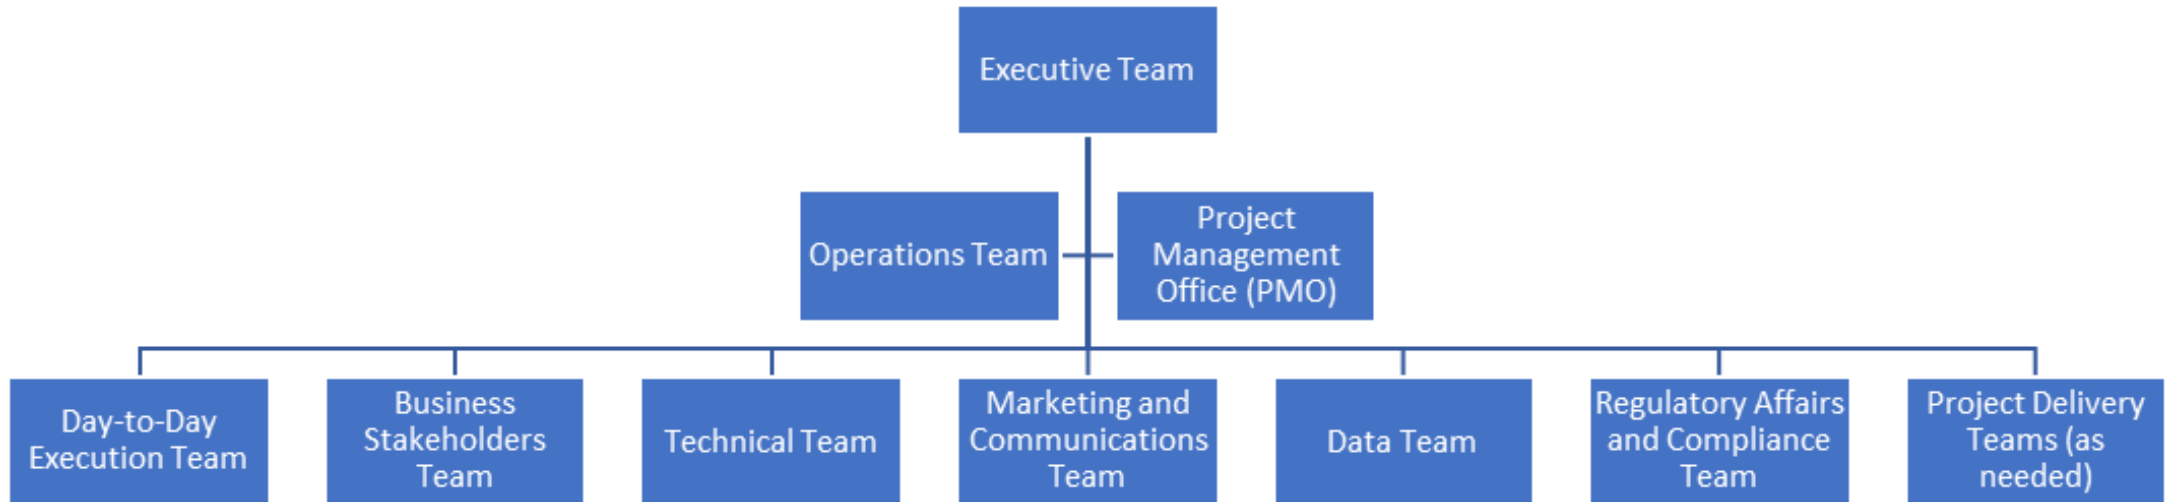 Executive Team
Operations Team
Project
Management
Office (PMO)
Day-to-Day
Execution Team
Business
Stakeholders
Team
Technical Team
Marketing and
Communications
Team
Data Team
Regulatory Affairs
and Compliance
Team
Project Delivery
Teams (as
needed)